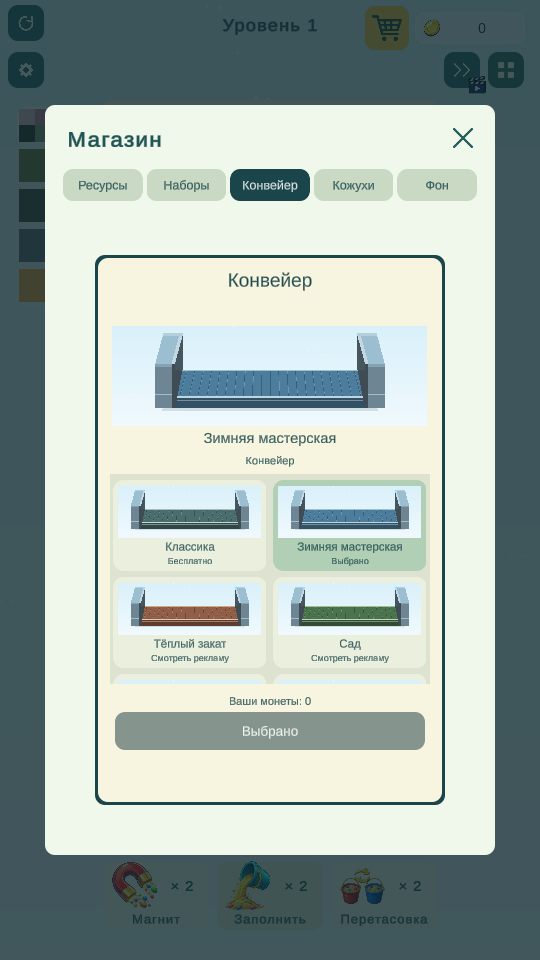 Уровень 1
0
Магазин
Ресурсы
Наборы
Конвейер
Кожухи
Фон
Конвейер
Зимняя мастерская
Конвейер
Классика
Бесплатно
Зимняя мастерская
Выбрано
Тёплый закат
Смотреть рекламу
Сад
Смотреть рекламу
Ваши монеты: 0
Выбрано
× 2
× 2
× 2
Магнит
Заполнить
Перетасовка